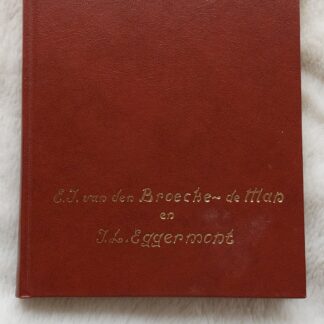 E.J. van den Broecke~ de Man
en
J.L. Eggermont